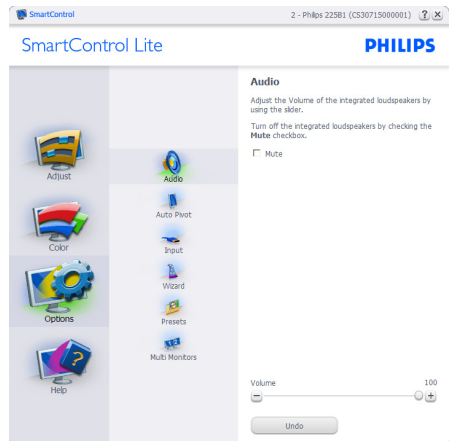 SmartControl
2 - Philips 225B1 (CS30715000001)
SmartControl Lite
PHILIPS
Adjust
Color
Options
Help
Audio
Auto Pivot
Input
Wizard
Presets
Multi Monitors
Audio
Adjust the Volume of the integrated loudspeakers by
using the slider.
Turn off the integrated loudspeakers by checking the
Mute checkbox.
Mute
Volume 100
Undo